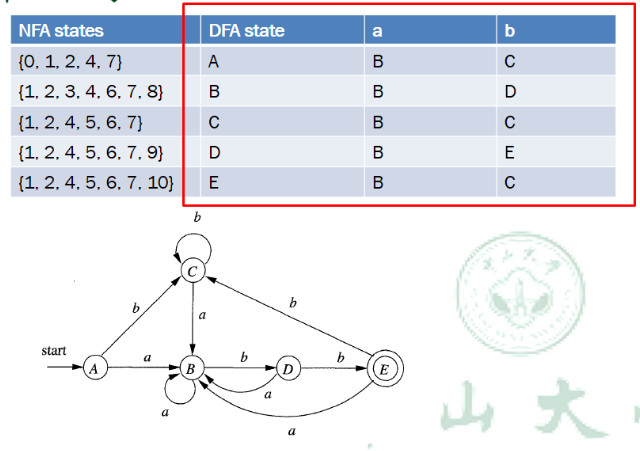 NFA states DFA state a b
{0, 1, 2, 4, 7} A B C
{1, 2, 3, 4, 6, 7, 8} B B D
{1, 2, 4, 5, 6, 7} C B C
{1, 2, 4, 5, 6, 7, 9} D B E
{1, 2, 4, 5, 6, 7, 10} E B C
b
C
b
a
b
start
A
a
B
b
D
b
E
a
a
a
山大